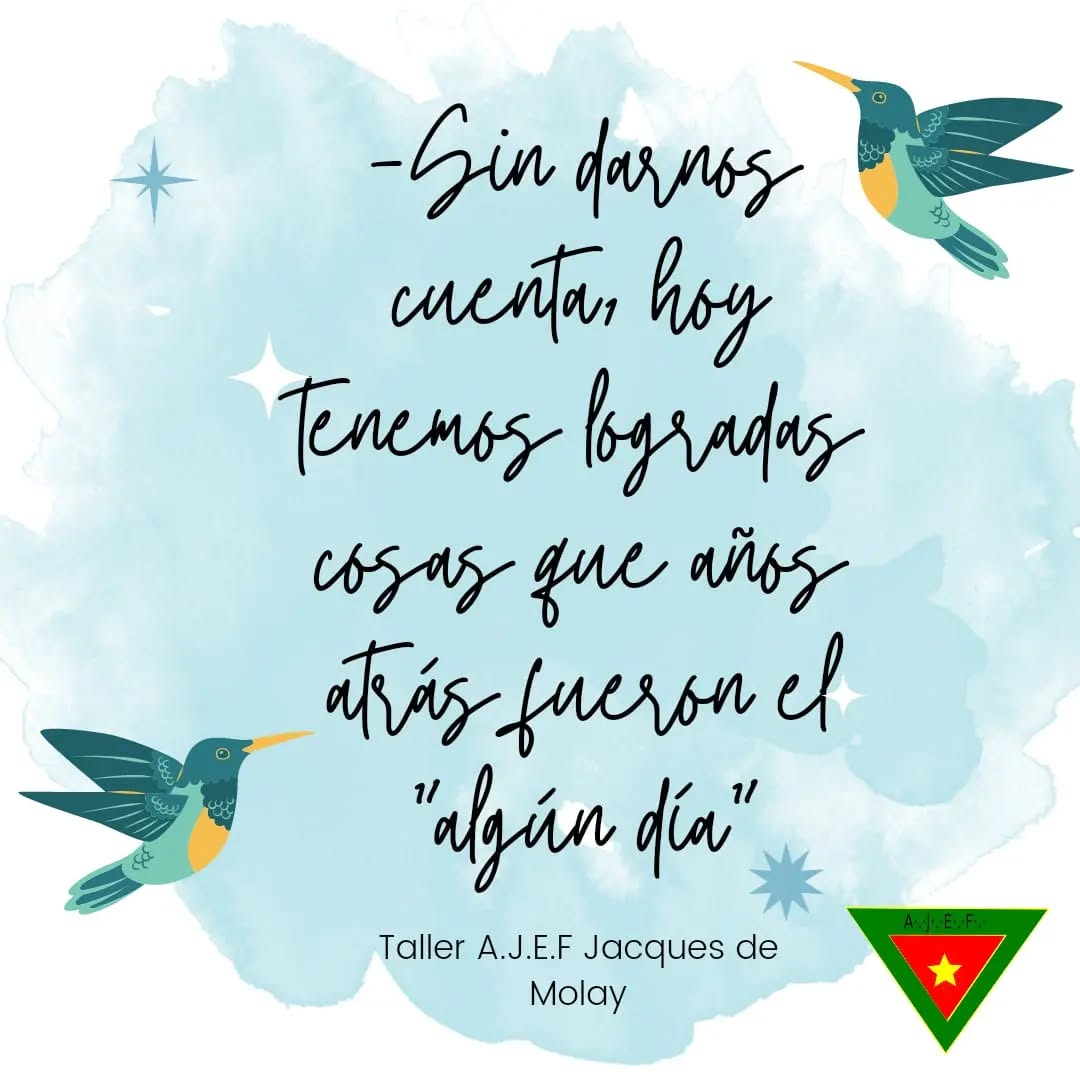 -Sin darnos
cuenta, hoy
tenemos logradas
cosas que años
atrás fueron el
"algún día"
Taller A.J.E.F Jacques de
Molay
A∴J∴E∴F∴